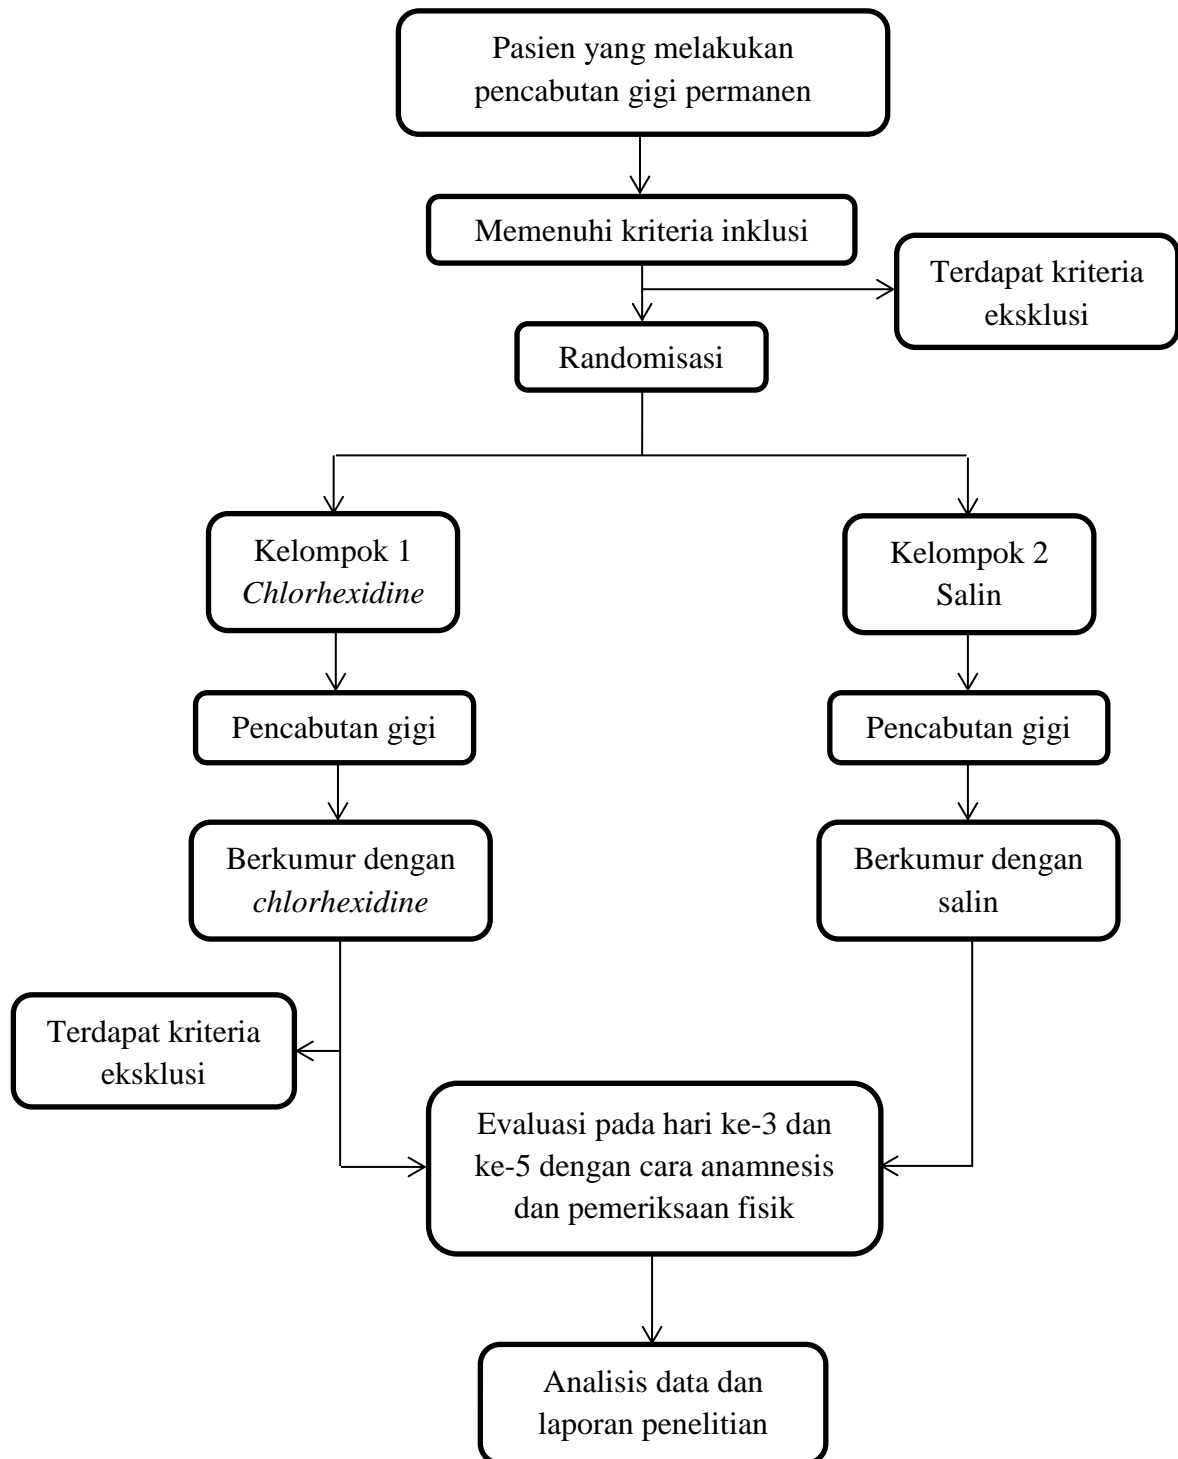 Pasien yang melakukan
pencabutan gigi permanen
Memenuhi kriteria inklusi
Terdapat kriteria
eksklusi
Randomisasi
Kelompok 1
Chlorhexidine
Kelompok 2
Salin
Pencabutan gigi
Pencabutan gigi
Berkumur dengan
chlorhexidine
Berkumur dengan
salin
Terdapat kriteria
eksklusi
Evaluasi pada hari ke-3 dan
ke-5 dengan cara anamnesis
dan pemeriksaan fisik
Analisis data dan
laporan penelitian